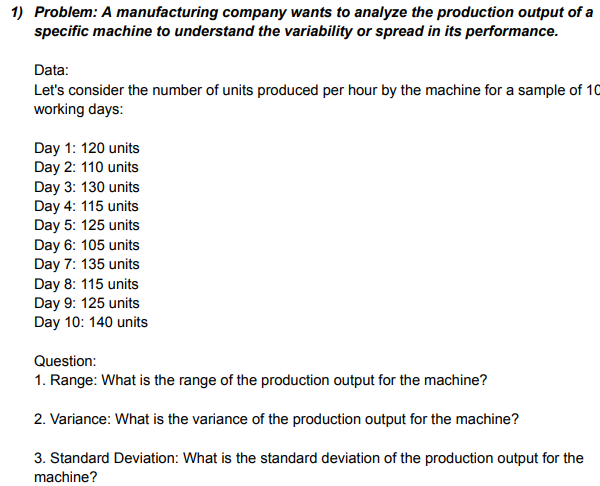 1) Problem: A manufacturing company wants to analyze the production output of a
specific machine to understand the variability or spread in its performance.
Data:
Let's consider the number of units produced per hour by the machine for a sample of 10
working days:
Day 1: 120 units
Day 2: 110 units
Day 3: 130 units
Day 4: 115 units
Day 5: 125 units
Day 6: 105 units
Day 7: 135 units
Day 8: 115 units
Day 9: 125 units
Day 10: 140 units
Question:
1. Range: What is the range of the production output for the machine?
2. Variance: What is the variance of the production output for the machine?
3. Standard Deviation: What is the standard deviation of the production output for the
machine?